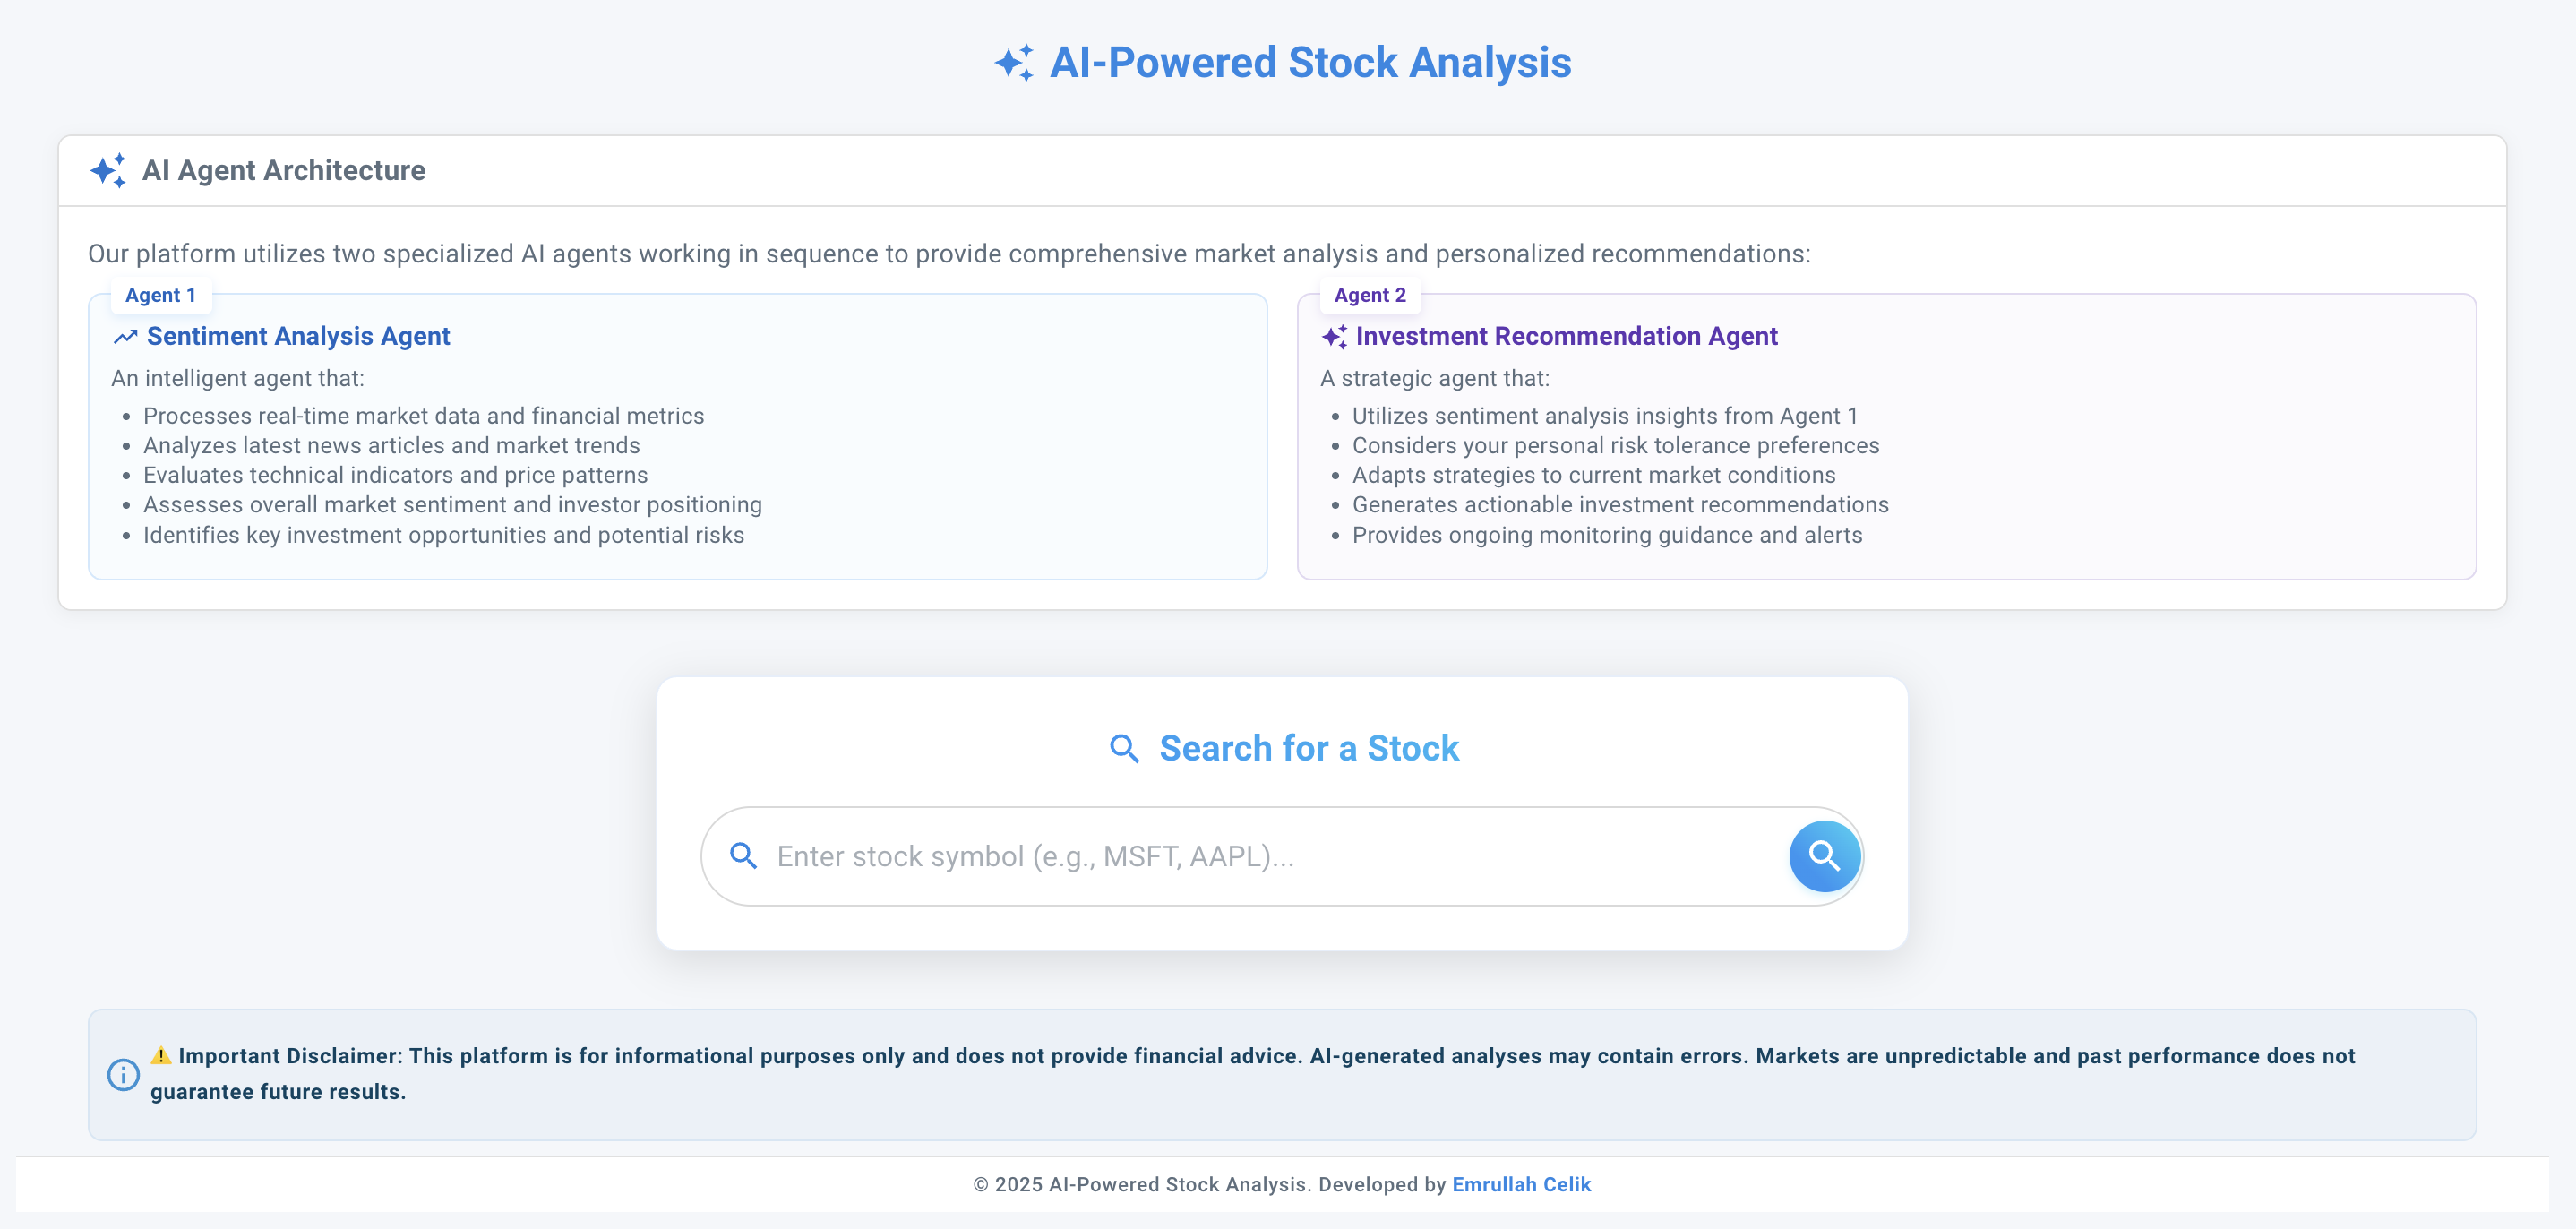 AI-Powered Stock Analysis
AI Agent Architecture
Our platform utilizes two specialized AI agents working in sequence to provide comprehensive market analysis and personalized recommendations:
Agent 1
Sentiment Analysis Agent
An intelligent agent that:
• Processes real-time market data and financial metrics
• Analyzes latest news articles and market trends
• Evaluates technical indicators and price patterns
• Assesses overall market sentiment and investor positioning
• Identifies key investment opportunities and potential risks
Agent 2
Investment Recommendation Agent
A strategic agent that:
• Utilizes sentiment analysis insights from Agent 1
• Considers your personal risk tolerance preferences
• Adapts strategies to current market conditions
• Generates actionable investment recommendations
• Provides ongoing monitoring guidance and alerts
Search for a Stock
Enter stock symbol (e.g., MSFT, AAPL)...
⚠️ Important Disclaimer: This platform is for informational purposes only and does not provide financial advice. AI-generated analyses may contain errors. Markets are unpredictable and past performance does not
guarantee future results.
© 2025 AI-Powered Stock Analysis. Developed by Emrullah Celik